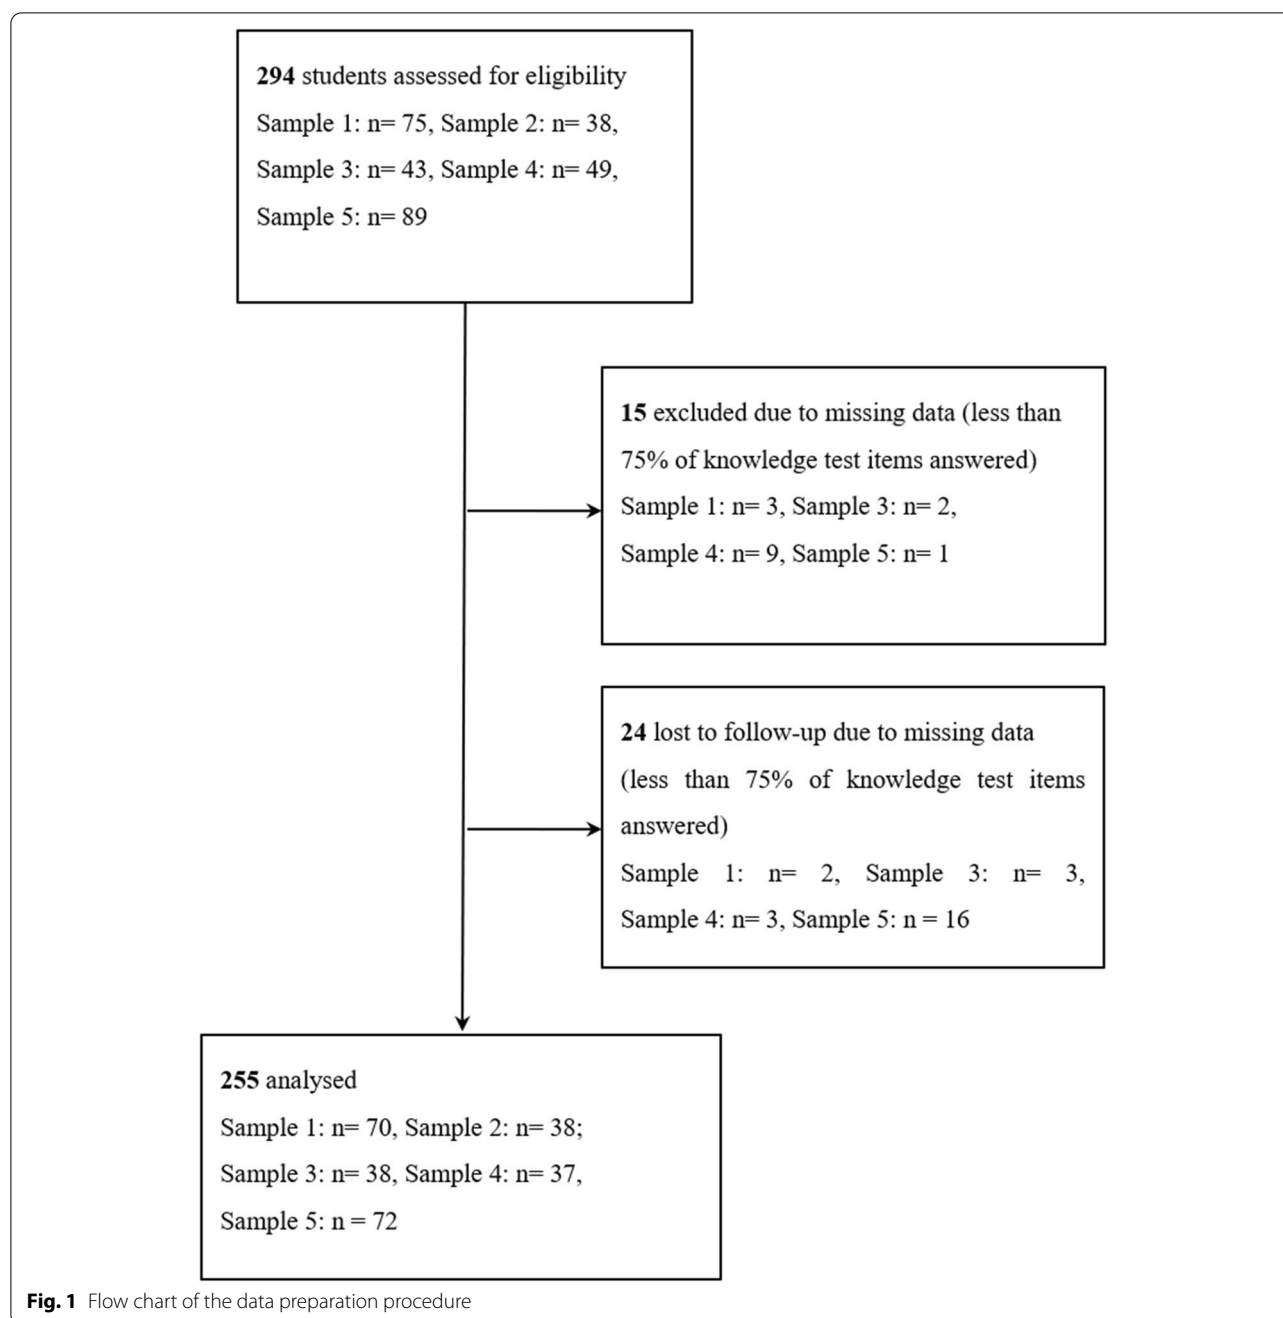 294 students assessed for eligibility
Sample 1: n= 75, Sample 2: n= 38,
Sample 3: n= 43, Sample 4: n= 49,
Sample 5: n= 89
15 excluded due to missing data (less than
75% of knowledge test items answered)
Sample 1: n= 3, Sample 3: n= 2,
Sample 4: n= 9, Sample 5: n= 1
24 lost to follow-up due to missing data
(less than 75% of knowledge test items
answered)
Sample 1: n= 2, Sample 3: n= 3,
Sample 4: n= 3, Sample 5: n = 16
255 analysed
Sample 1: n= 70, Sample 2: n= 38;
Sample 3: n= 38, Sample 4: n= 37,
Sample 5: n = 72
Fig. 1 Flow chart of the data preparation procedure